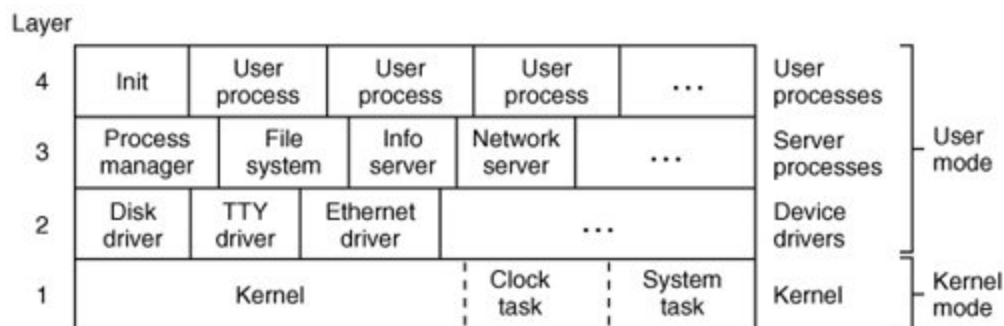 Layer
4 Init User process User process User process ... User processes
3 Process manager File system Info server Network server ... Server processes User mode
2 Disk driver TTY driver Ethernet driver ... Device drivers
1 Kernel Clock task System task Kernel Kernel mode